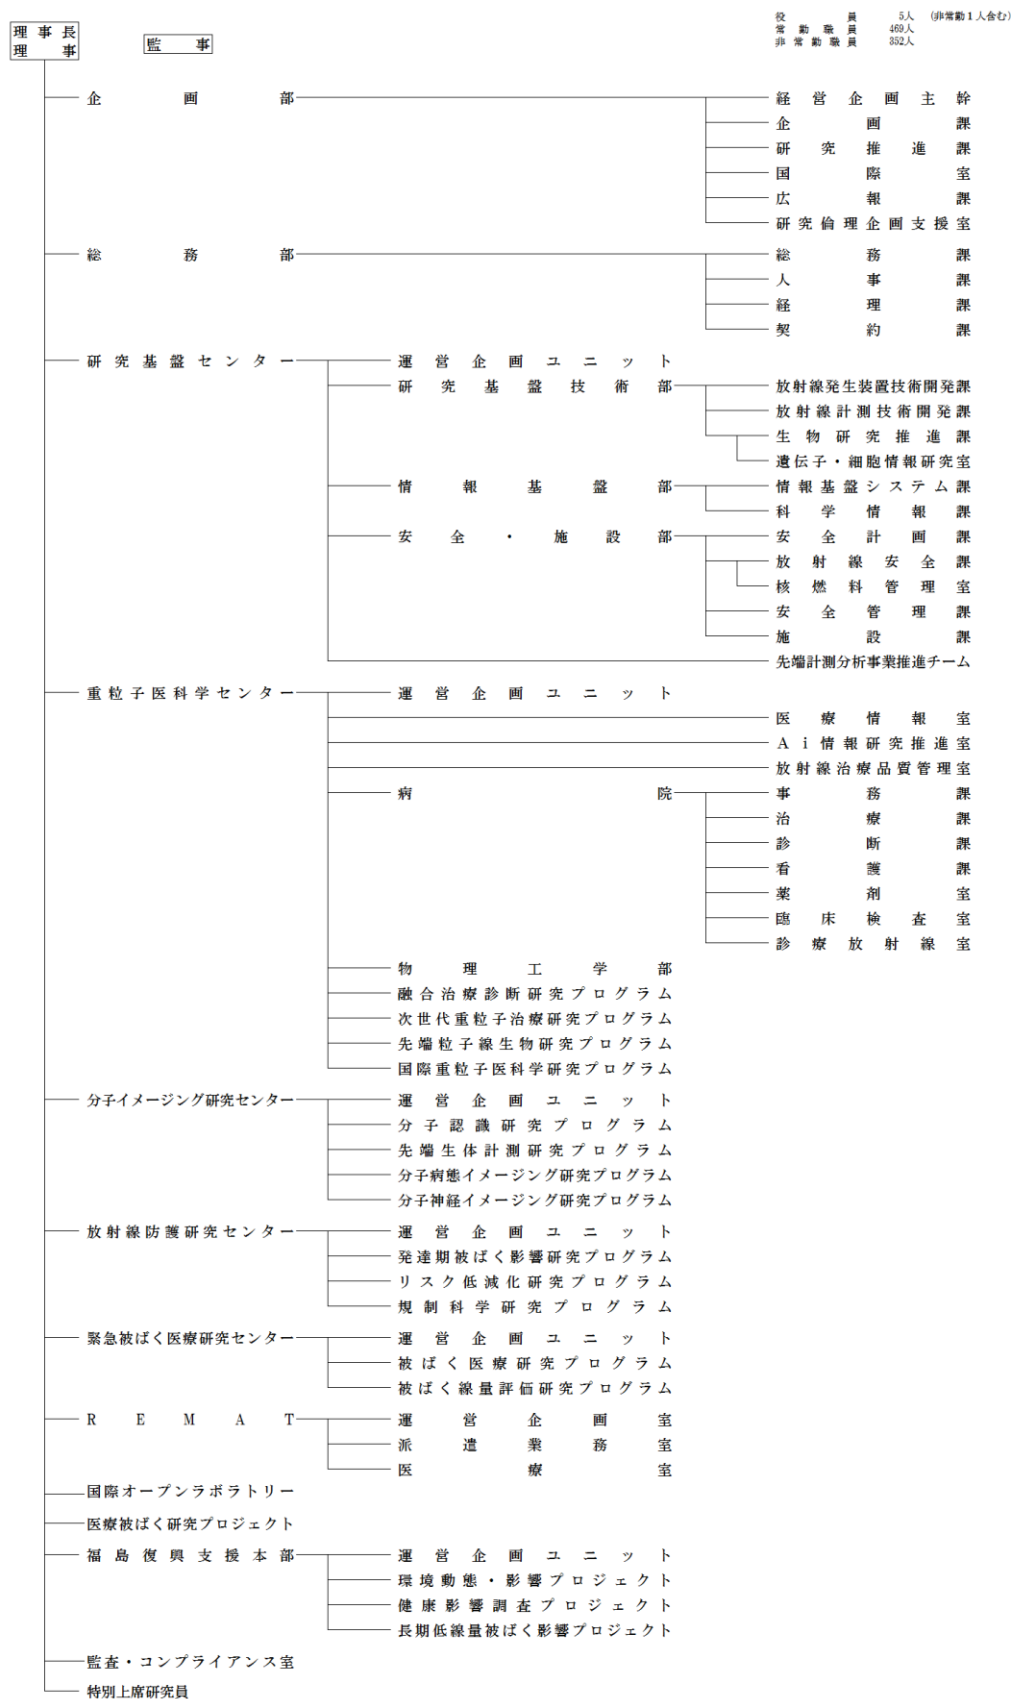 理事長
理事
監事
役員 5人 (非常勤1人含む)
常勤職員 469人
非常勤職員 352人
企画部 経営企画主幹
企画課
研究推進課
国際室
広報課
研究倫理企画支援室
総務部 総務課
人事課
経理課
契約課
研究基盤センター 運営企画ユニット
研究基盤技術部 放射線発生装置技術開発課
放射線計測技術開発課
生物研究推進課
遺伝子・細胞情報研究室
情報基盤部 情報基盤システム課
科学情報課
安全・施設部 安全計画課
放射線安全課
核燃料管理室
安全管理課
施設課
先端計測分析事業推進チーム
重粒子医科学センター 運営企画ユニット
医療情報室
Ai情報研究推進室
放射線治療品質管理室
病院 事務課
治療課
診断課
看護課
薬剤室
臨床検査室
診療放射線室
物理工学部
融合治療診断研究プログラム
次世代重粒子治療研究プログラム
先端粒子線生物研究プログラム
国際重粒子医科学研究プログラム
分子イメージング研究センター 運営企画ユニット
分子認識研究プログラム
先端生体計測研究プログラム
分子病態イメージング研究プログラム
分子神経イメージング研究プログラム
放射線防護研究センター 運営企画ユニット
発達期被ばく影響研究プログラム
リスク低減化研究プログラム
規制科学研究プログラム
緊急被ばく医療研究センター 運営企画ユニット
被ばく医療研究プログラム
被ばく線量評価研究プログラム
REMAT 運営企画室
派遣業務室
医療室
国際オープンラボラトリー
医療被ばく研究プロジェクト
福島復興支援本部 運営企画ユニット
環境動態・影響プロジェクト
健康影響調査プロジェクト
長期低線量被ばく影響プロジェクト
監査・コンプライアンス室
特別上席研究員